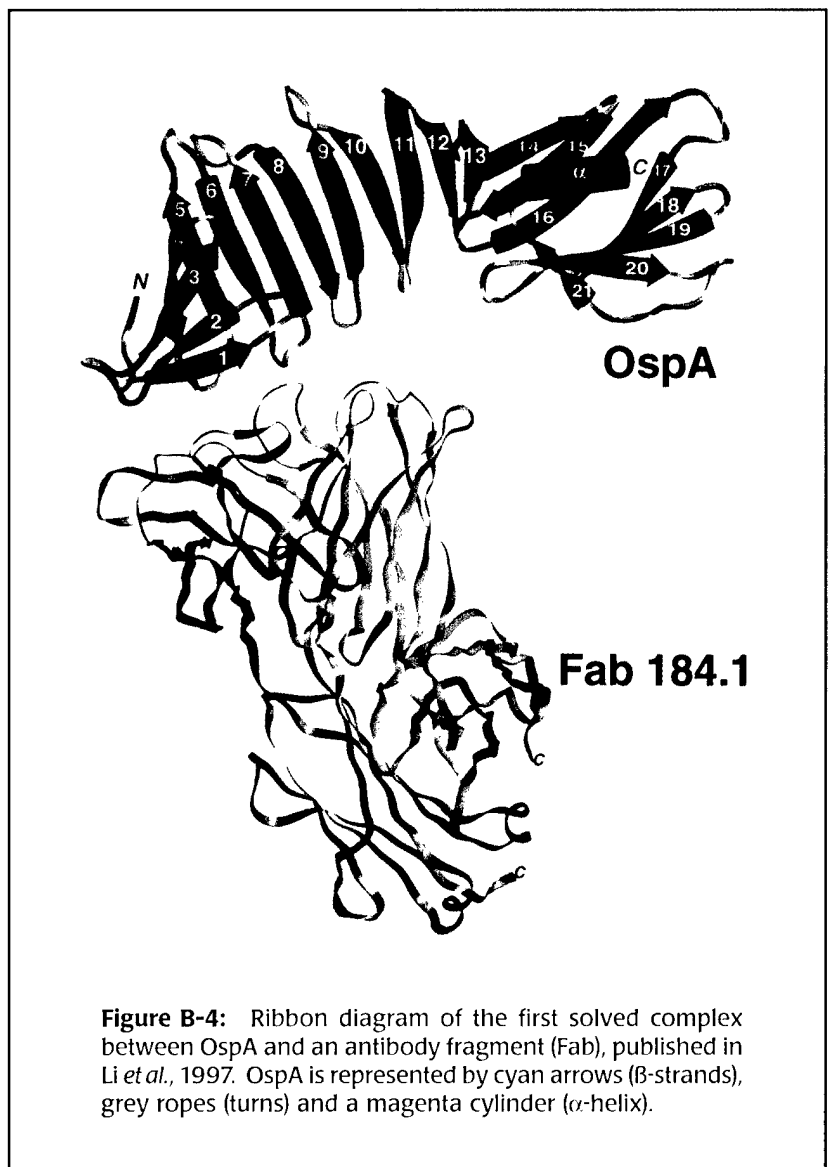 5
6
7
8
9
10
11
12
13
14
15
α
C
17
18
16
19
20
21
N
3
2
1
OspA
Fab 184.1
C
C
Figure B-4: Ribbon diagram of the first solved complex
between OspA and an antibody fragment (Fab), published in
Li et al., 1997. OspA is represented by cyan arrows (ß-strands),
grey ropes (turns) and a magenta cylinder (α-helix).